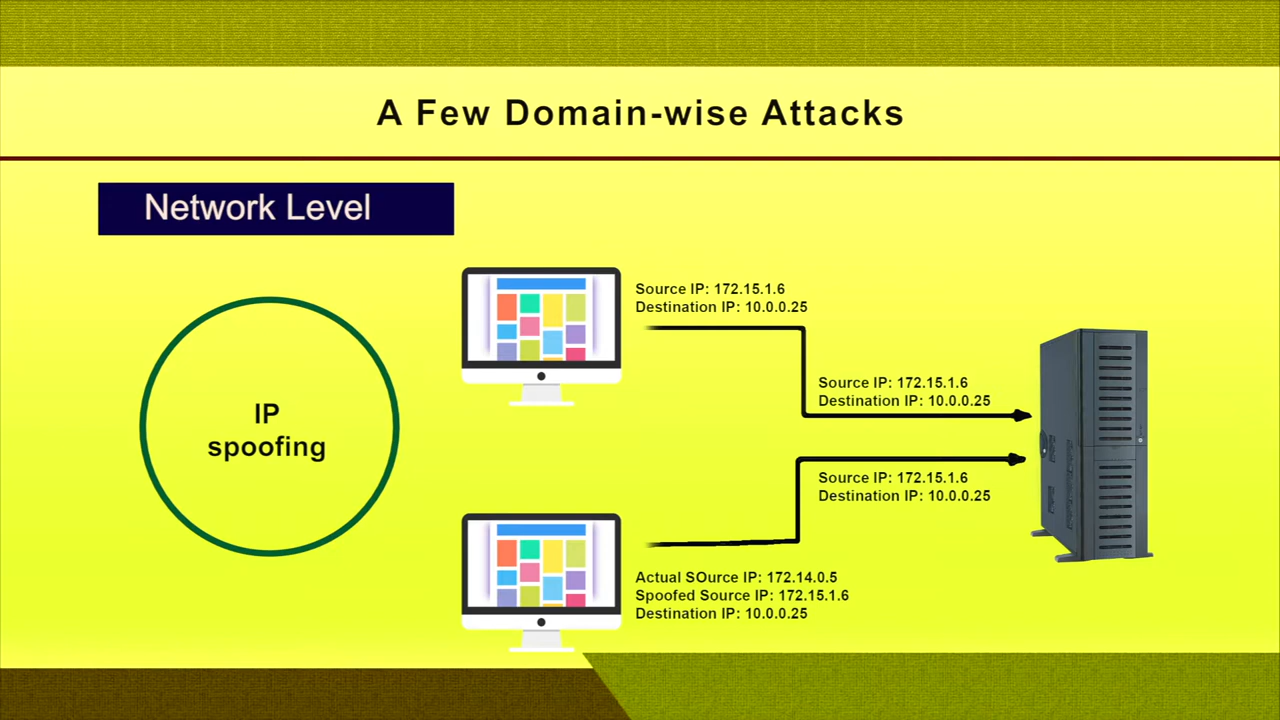 A Few Domain-wise Attacks
Network Level
IP
spoofing
Source IP: 172.15.1.6
Destination IP: 10.0.0.25
Source IP: 172.15.1.6
Destination IP: 10.0.0.25
Source IP: 172.15.1.6
Destination IP: 10.0.0.25
Actual SOurce IP: 172.14.0.5
Spoofed Source IP: 172.15.1.6
Destination IP: 10.0.0.25